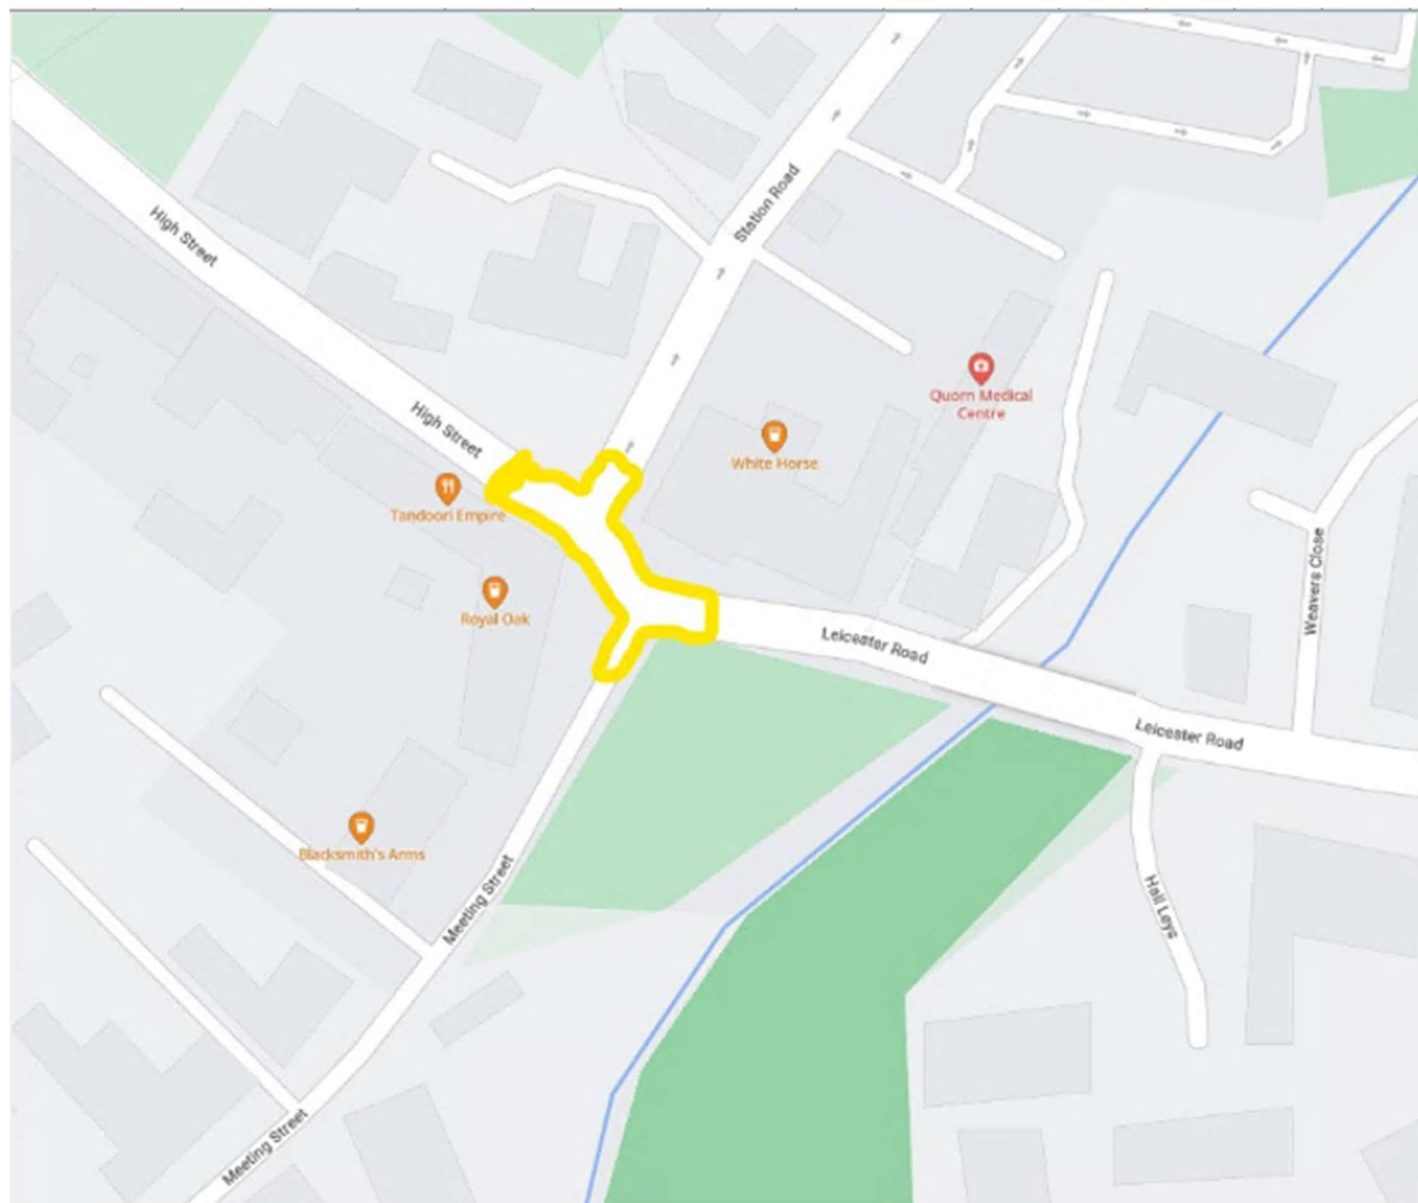 High Street
Station Road
High Street
Quorn Medical
Centre
White Horse
Tandoori Empire
Royal Oak
Weavers Close
Leicester Road
Leicester Road
Blacksmith's Arms
Meeting Street
Hall Leys
Meeting Street